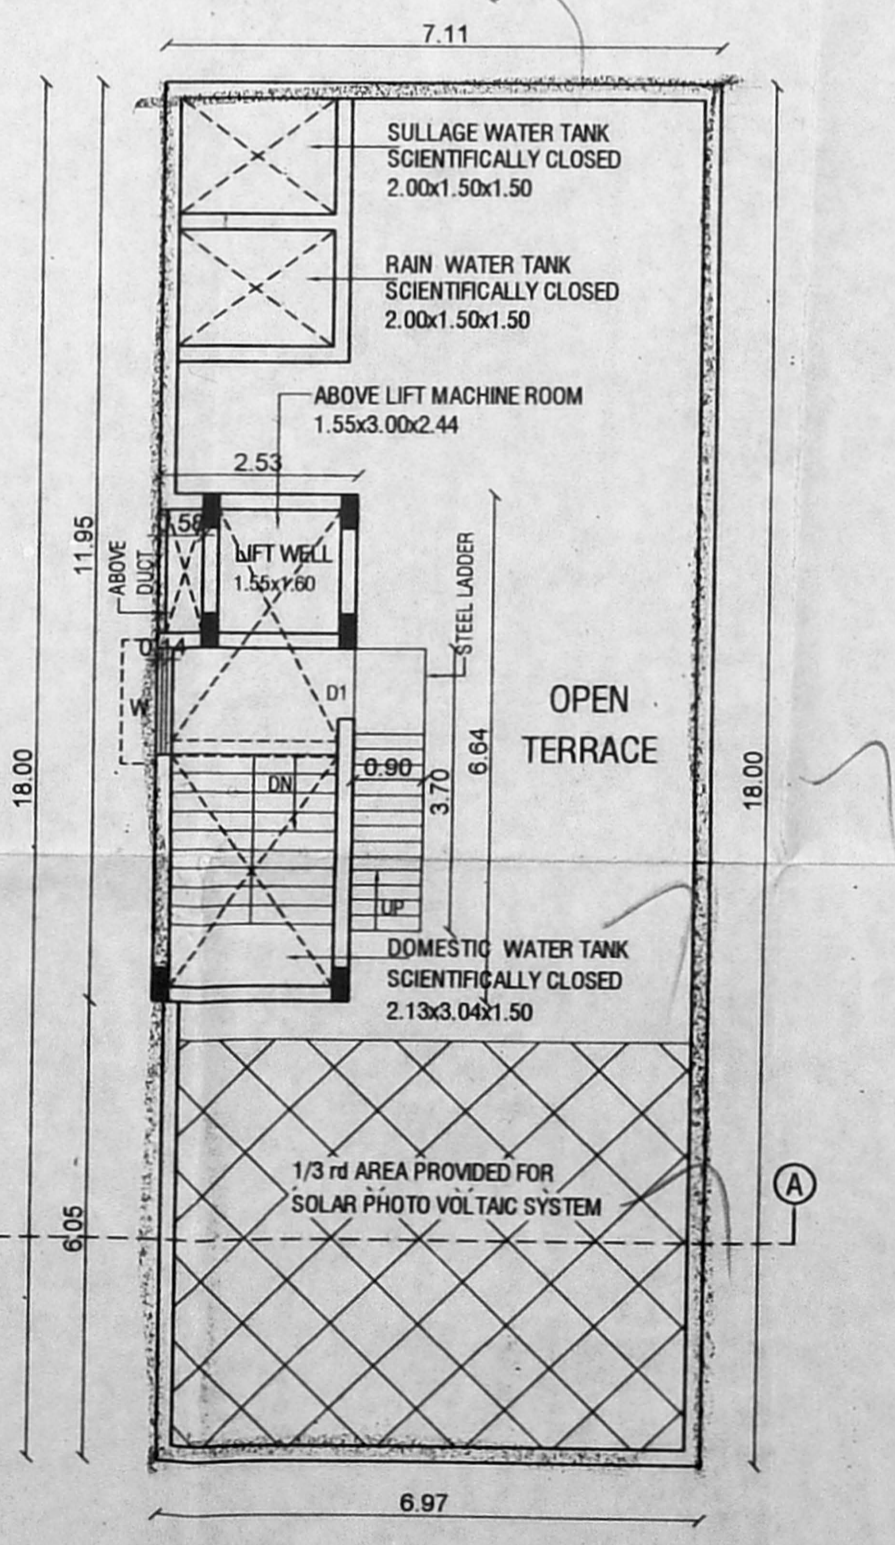 7.11
SULLAGE WATER TANK
SCIENTIFICALLY CLOSED
2.00x1.50x1.50
RAIN WATER TANK
SCIENTIFICALLY CLOSED
2.00x1.50x1.50
ABOVE LIFT MACHINE ROOM
1.55x3.00x2.44
2.53
11.95
ABOVE
DUCT
LIFT WELL
1.55x1.60
STEEL LADDER
0.14
W
D1
OPEN
TERRACE
18.00
18.00
6.64
3.70
0.90
DN
UP
DOMESTIC WATER TANK
SCIENTIFICALLY CLOSED
2.13x3.04x1.50
1/3 rd AREA PROVIDED FOR
SOLAR PHOTO VOLTAIC SYSTEM
A
6.05
6.97